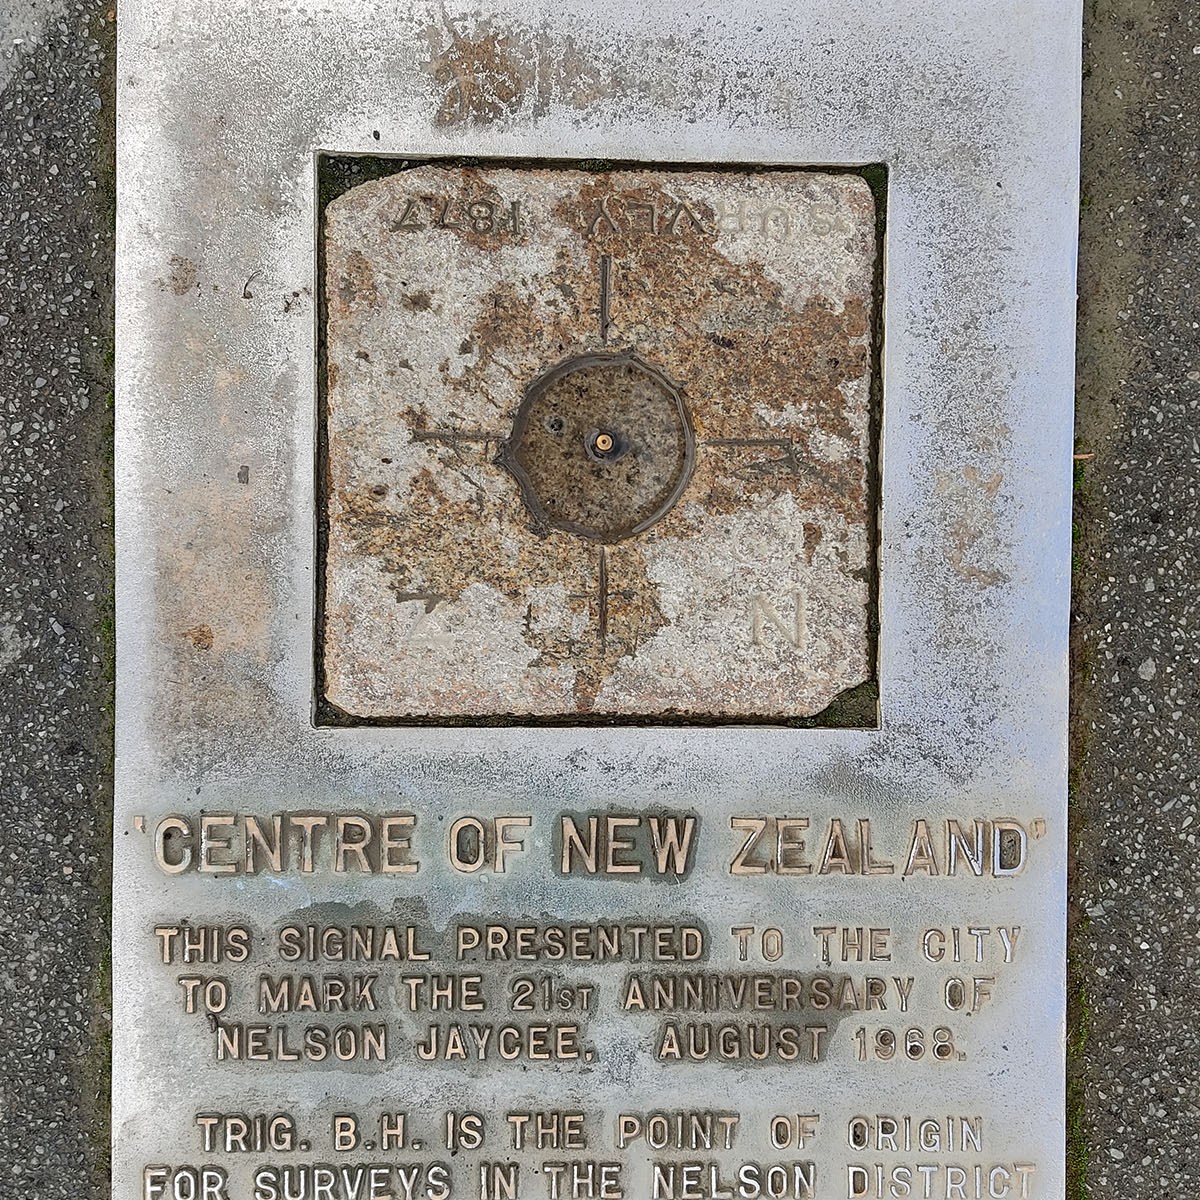 N Z
SURVEY 1877
'CENTRE OF NEW ZEALAND'
THIS SIGNAL PRESENTED TO THE CITY
TO MARK THE 21ST ANNIVERSARY OF
NELSON JAYCEE, AUGUST 1968.
TRIG. B.H. IS THE POINT OF ORIGIN
FOR SURVEYS IN THE NELSON DISTRICT